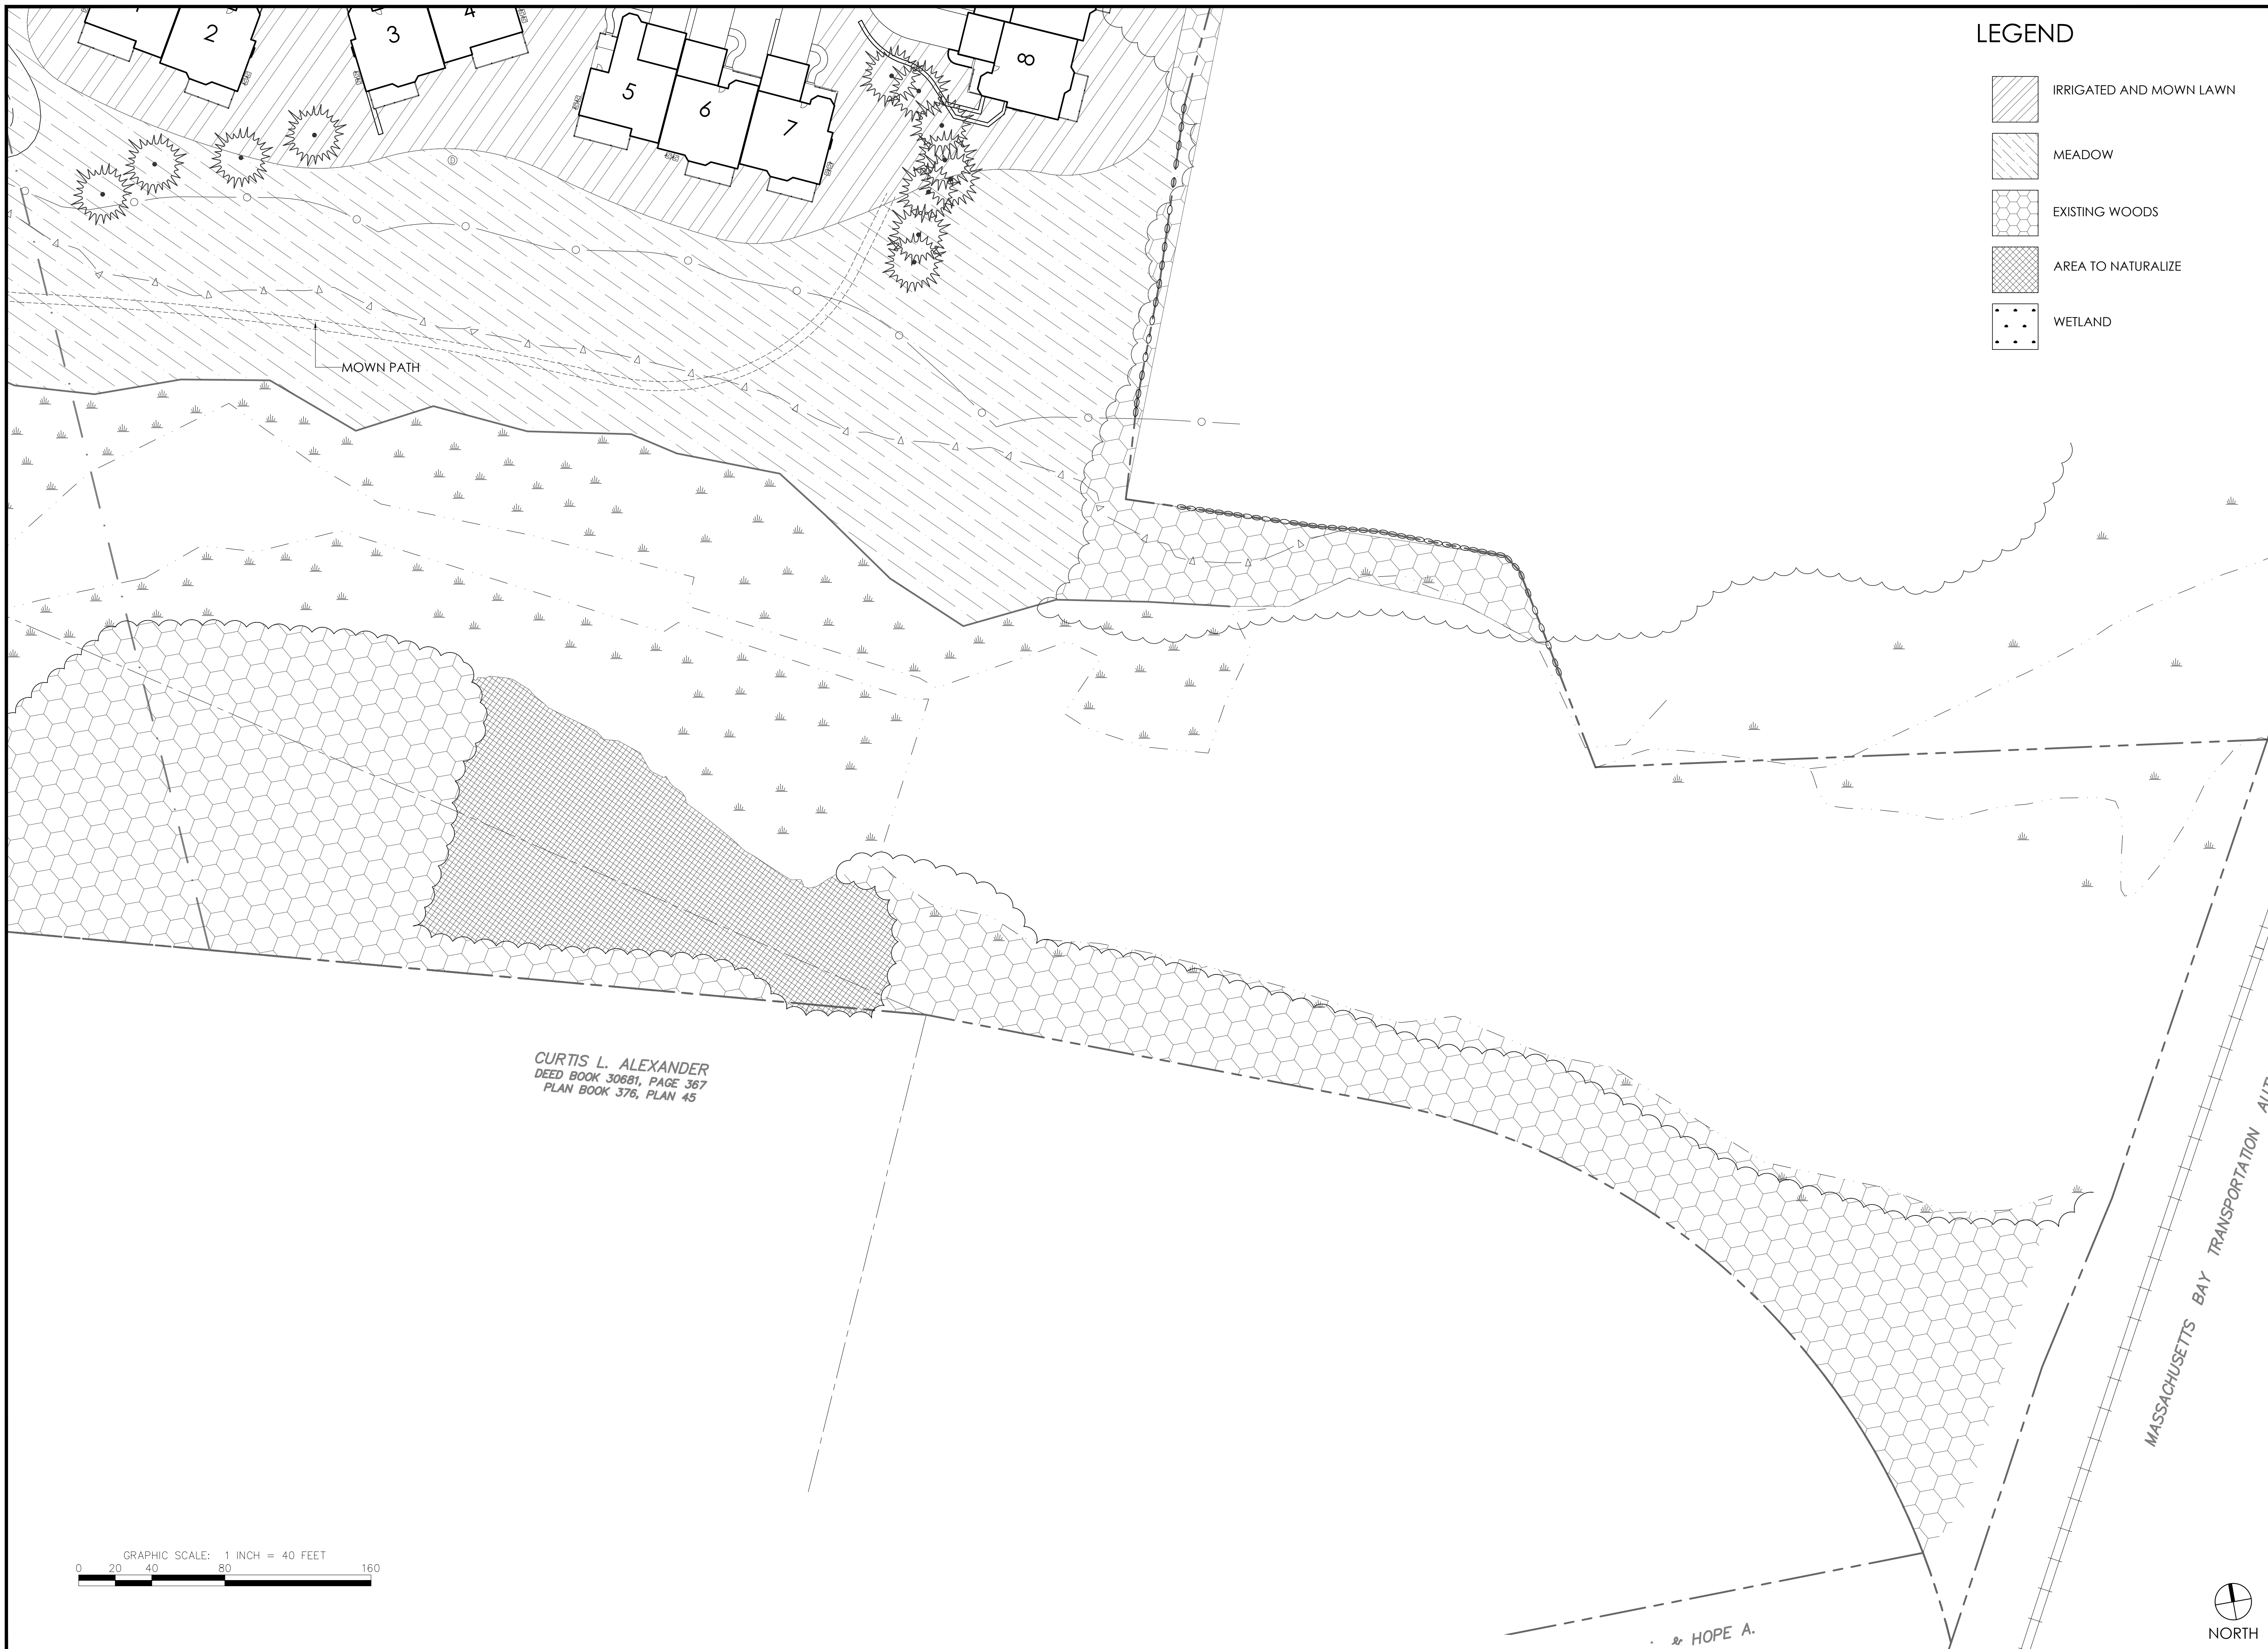 LEGEND
IRRIGATED AND MOWN LAWN
MEADOW
EXISTING WOODS
AREA TO NATURALIZE
WETLAND
2
3
4
5
6
7
8
D
MOWN PATH
CURTIS L. ALEXANDER
DEED BOOK 30681, PAGE 367
PLAN BOOK 376, PLAN 45
MASSACHUSETTS BAY TRANSPORTATION AUT
& HOPE A.
GRAPHIC SCALE: 1 INCH = 40 FEET
0 20 40 80 160
NORTH